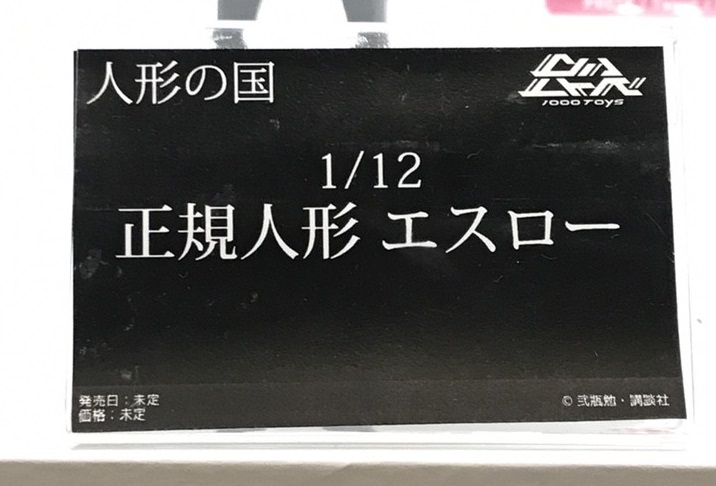 人形の国
1000TOYS
1/12
正規人形 エスロー
発売日：未定
価格：未定
© 弐瓶勉・講談社